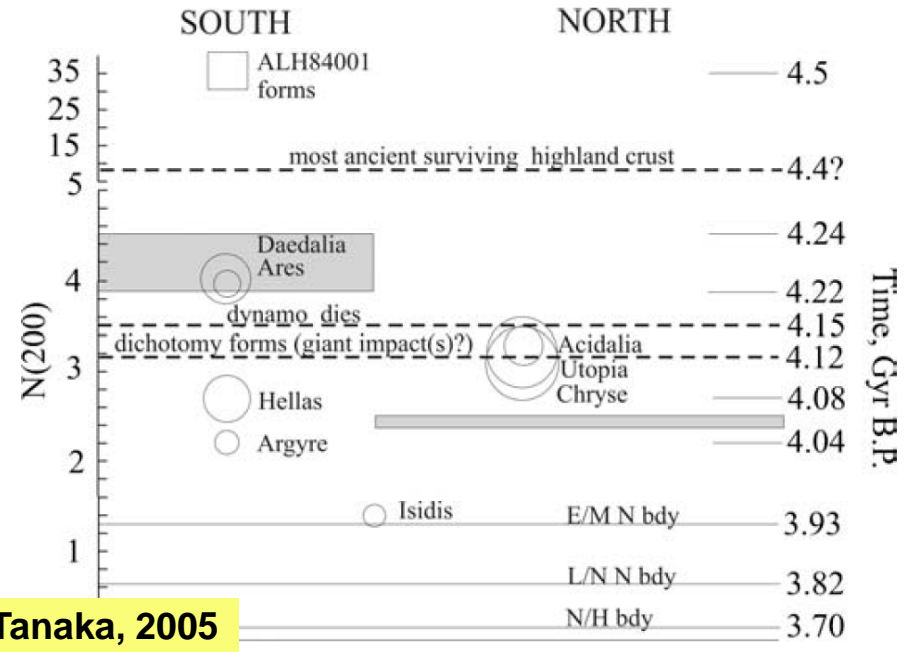 SOUTH NORTH
35 ALH84001 4.5
forms
25
15
most ancient surviving highland crust 4.4?
5
4.24
Daedalia
Ares
4 4.22
dynamo dies 4.15
dichotomy forms (giant impact(s)?) Acidalia 4.12
3 Utopia
Chryse
Hellas 4.08
Argyre 4.04
2
Isidis E/M N bdy 3.93
1
L/N N bdy 3.82
N/H bdy 3.70
N(200)
Time, Gyr B.P.
Tanaka, 2005